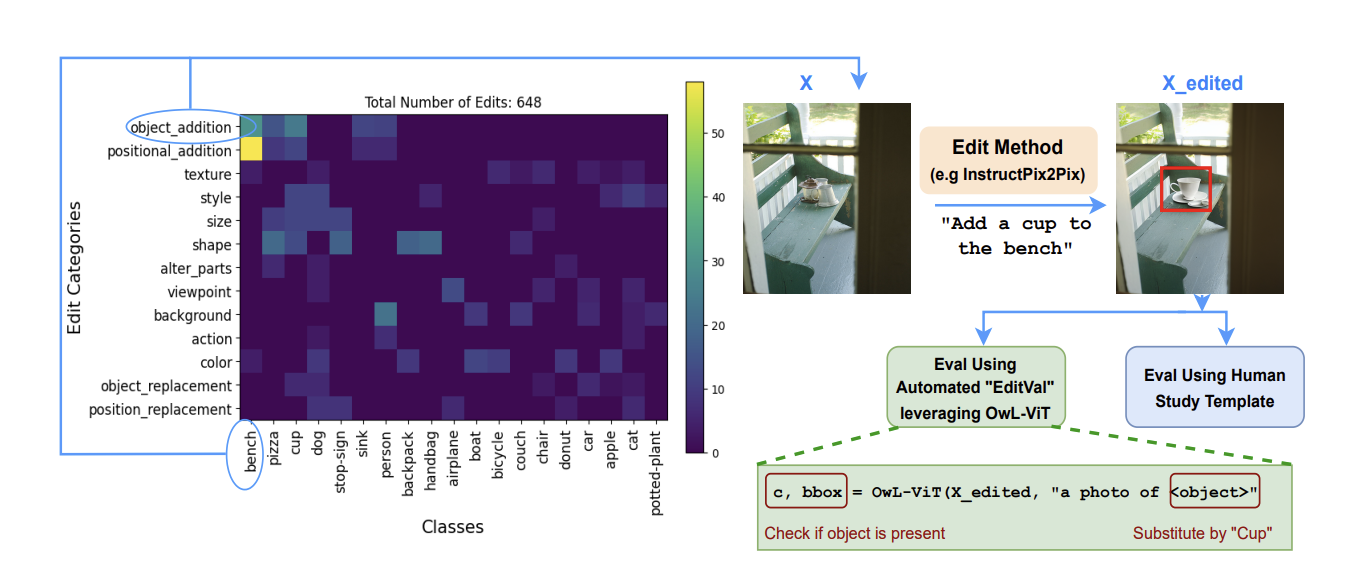 Total Number of Edits: 648
Edit Categories
object_addition
positional_addition
texture
style
size
shape
alter_parts
viewpoint
background
action
color
object_replacement
position_replacement
bench
pizza
cup
dog
stop-sign
sink
person
backpack
handbag
airplane
boat
bicycle
couch
chair
donut
car
apple
cat
potted-plant
Classes
50
40
30
20
10
0
X
X_edited
Edit Method
(e.g InstructPix2Pix)
"Add a cup to
the bench"
Eval Using
Automated "EditVal"
leveraging OwL-ViT
Eval Using Human
Study Template
c, bbox = OwL-ViT(X_edited, "a photo of <object>"
Check if object is present
Substitute by "Cup"